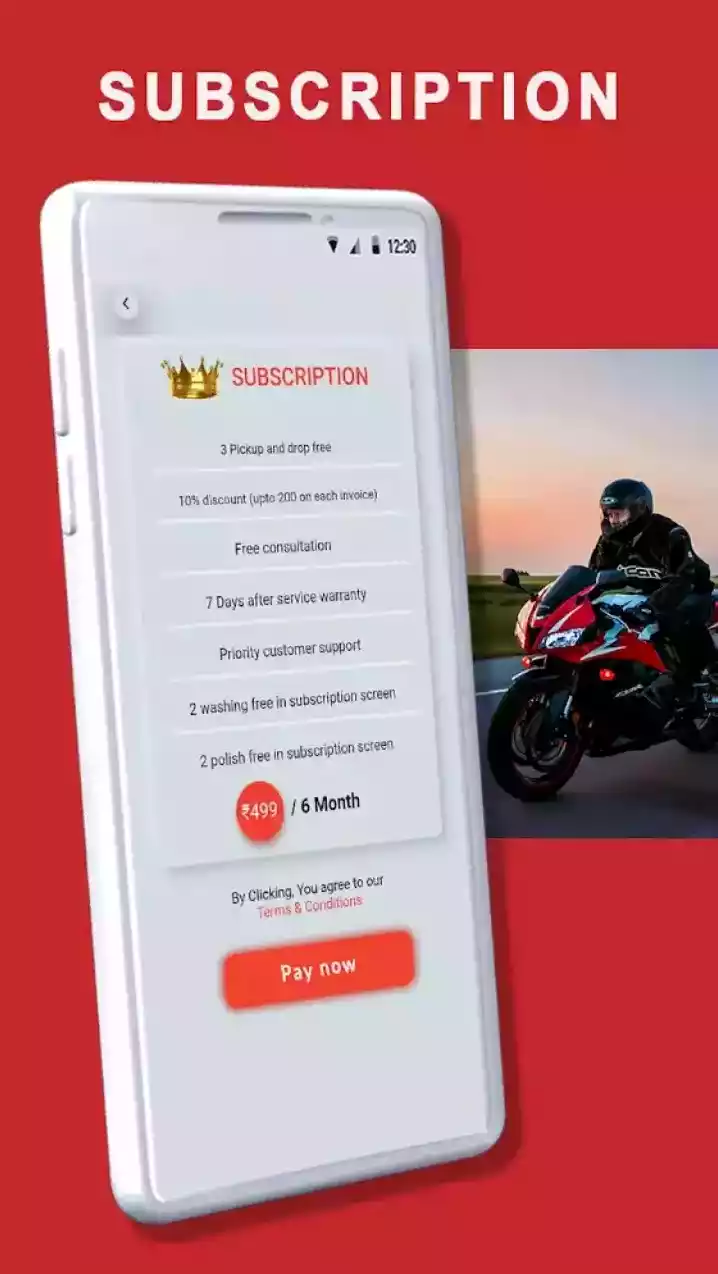 SUBSCRIPTION
12:30
SUBSCRIPTION
3 Pickup and drop free
10% discount (upto 200 on each invoice)
Free consultation
7 Days after service warranty
Priority customer support
2 washing free in subscription screen
2 polish free in subscription screen
₹499 / 6 Month
By Clicking, You agree to our
Terms & Conditions
Pay now
icon